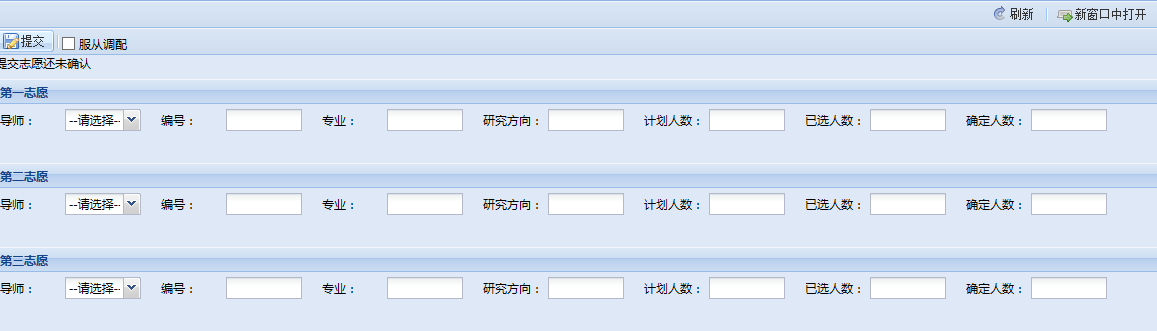 刷新 新窗口中打开
提交 服从调配
提交志愿还未确认
第一志愿
导师： --请选择-- 编号： 专业： 研究方向： 计划人数： 已选人数： 确定人数：
第二志愿
导师： --请选择-- 编号： 专业： 研究方向： 计划人数： 已选人数： 确定人数：
第三志愿
导师： --请选择-- 编号： 专业： 研究方向： 计划人数： 已选人数： 确定人数：